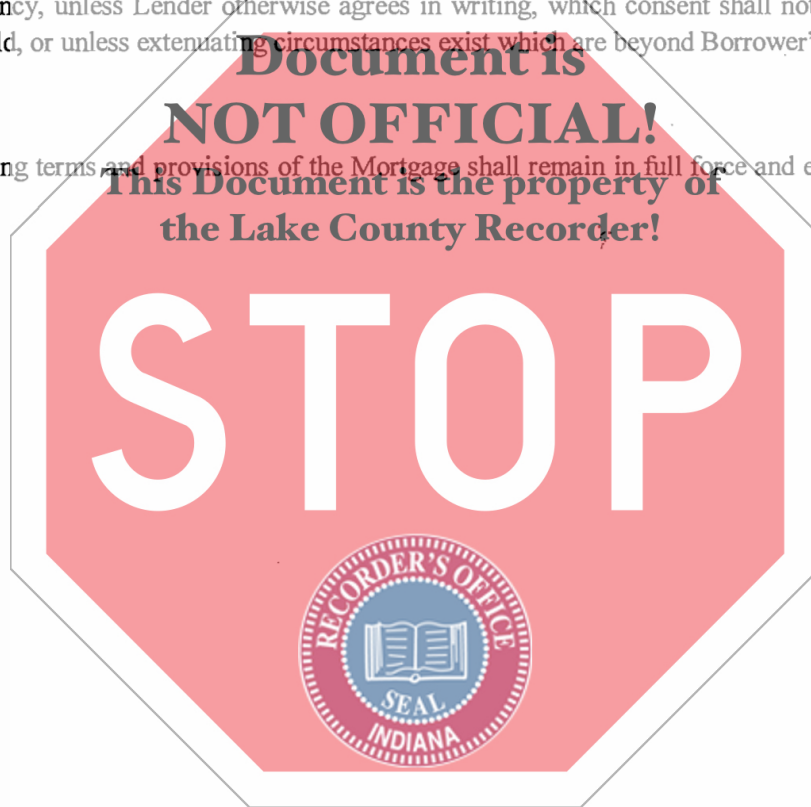 ncy, unless Lender otherwise agrees in writing, which consent shall not
d, or unless extenuating circumstances exist which are beyond Borrower'
Document is
NOT OFFICIAL!
ng terms and provisions of the Mortgage shall remain in full force and e
This Document is the property of
the Lake County Recorder!
STOP
RECORDER'S OFFICE
SEAL
INDIANA